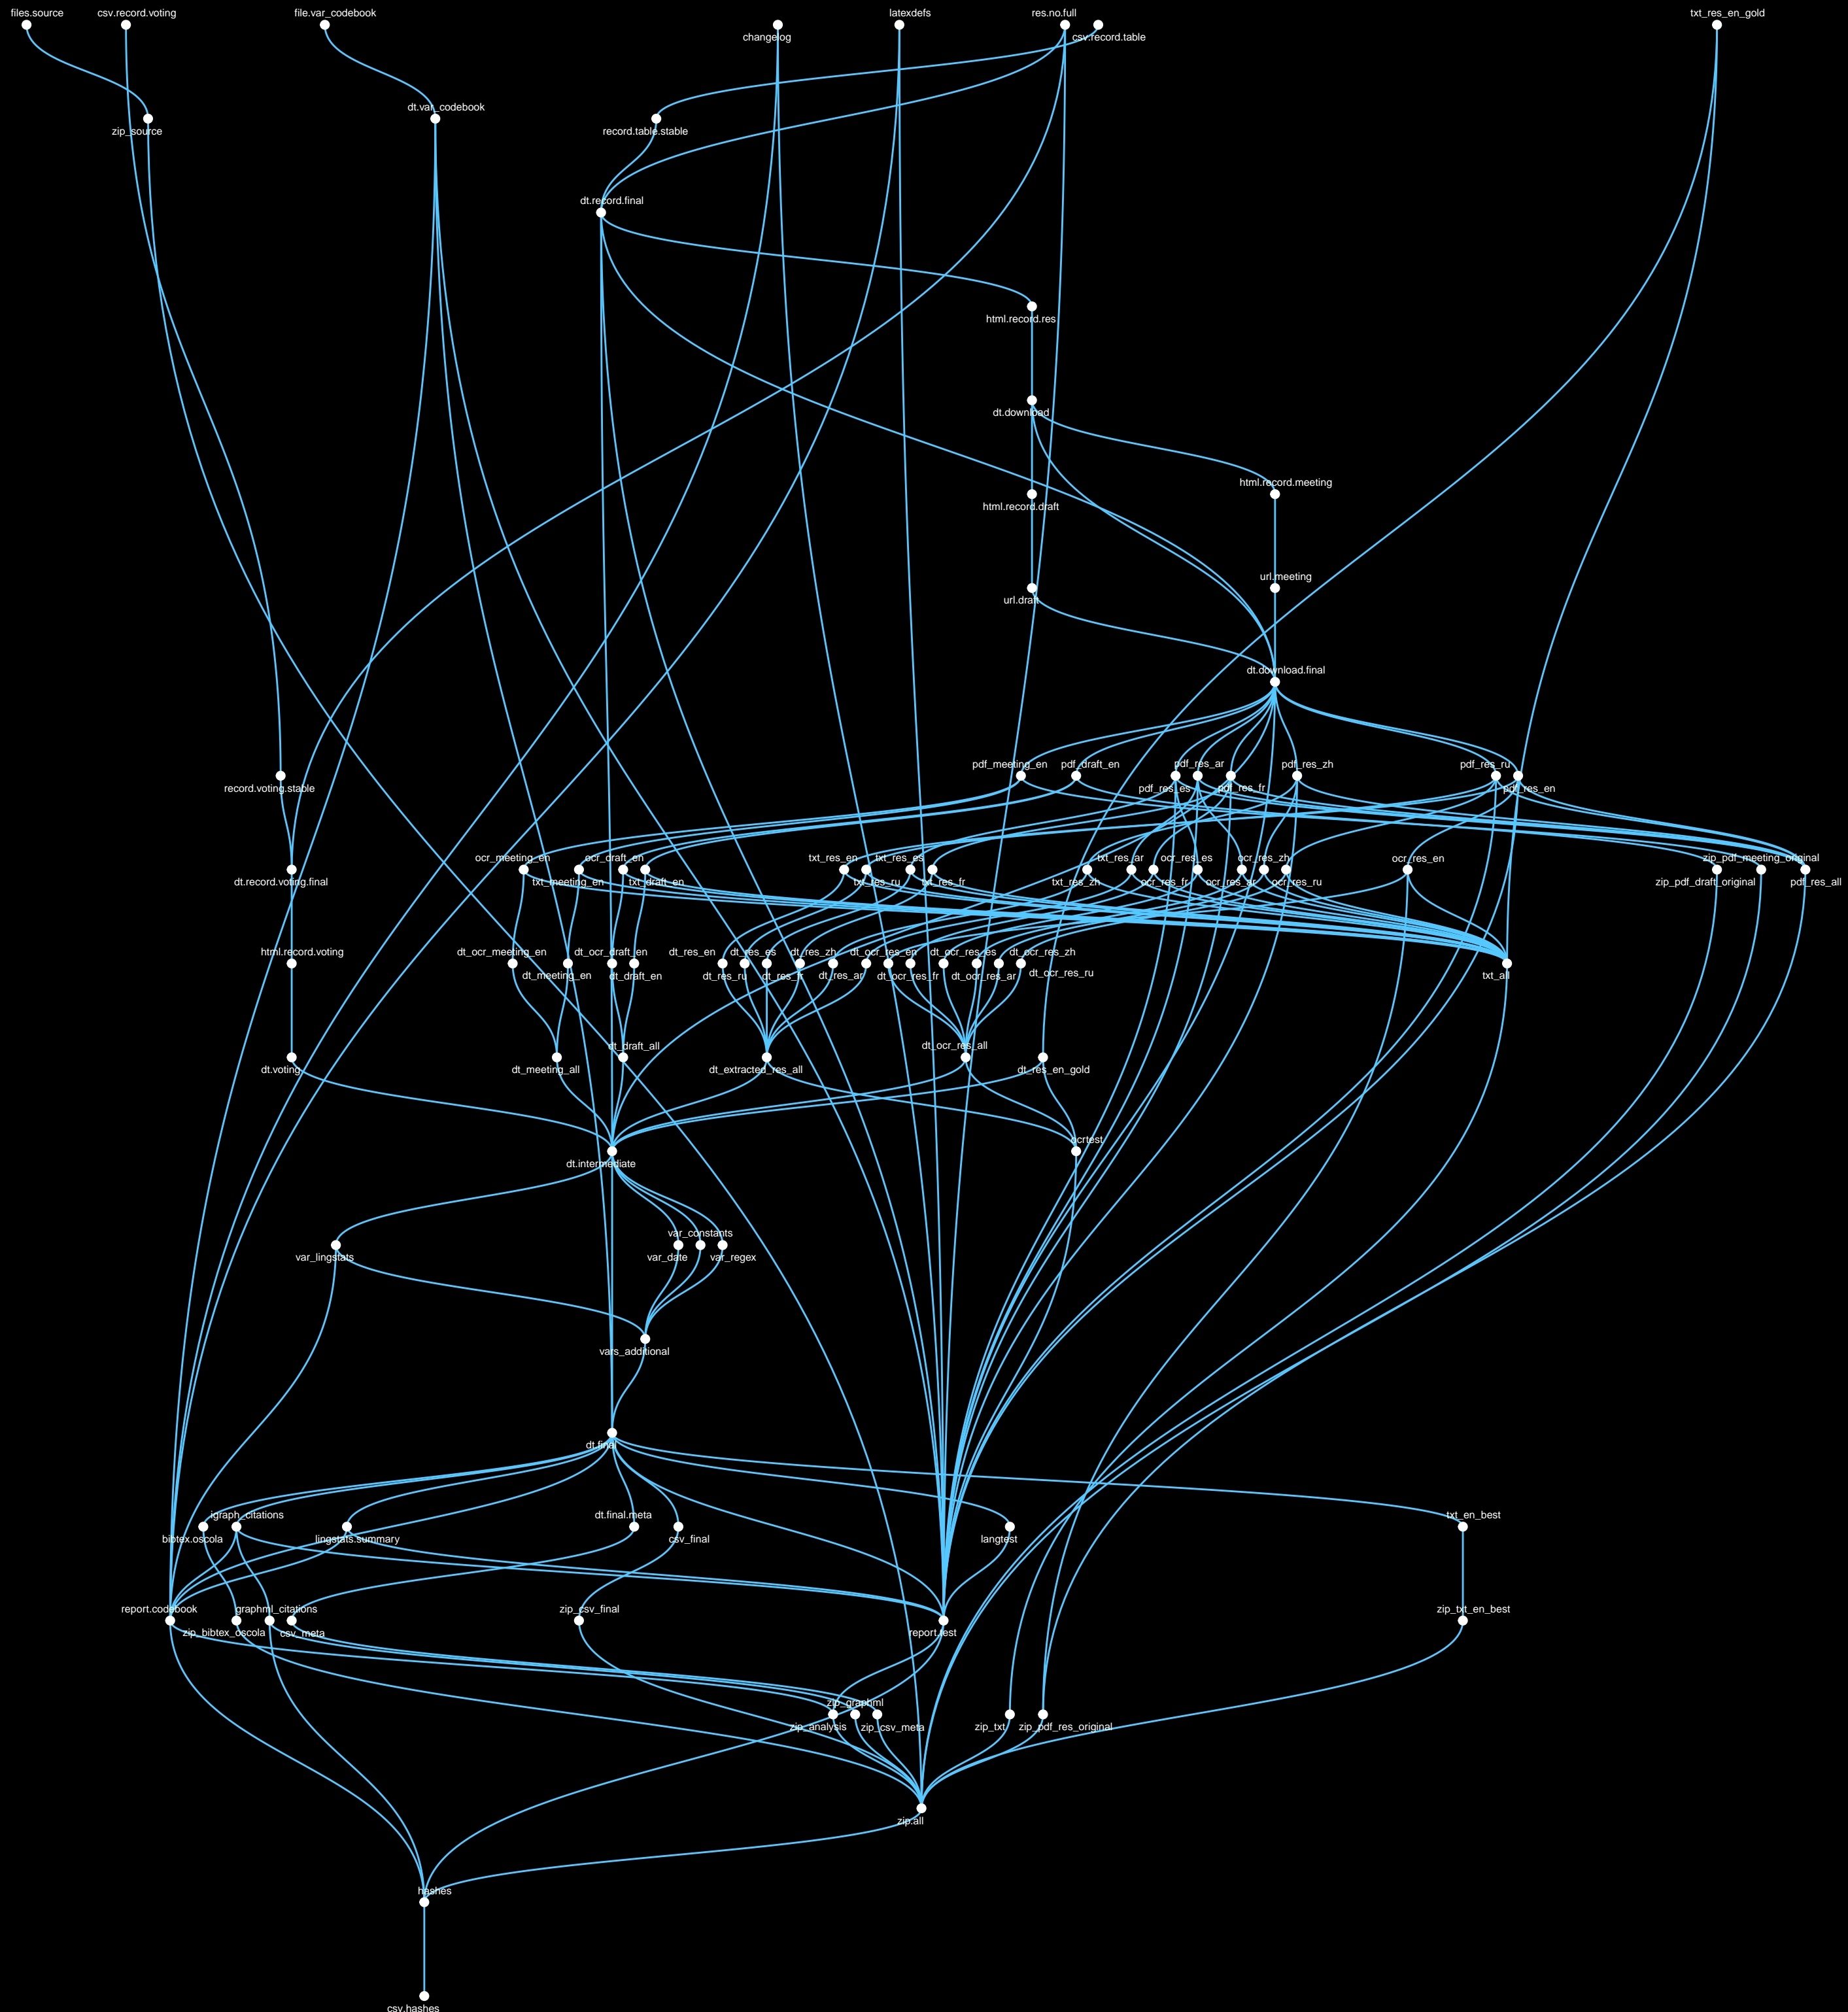 files.source
csv.record.voting
file.var_codebook
changelog
latexdefs
res.no.full
csv.record.table
txt_res_en_gold
zip_source
dt.var_codebook
record.table.stable
dt.record.final
html.record.res
dt.download
html.record.meeting
html.record.draft
url.meeting
url.draft
dt.download.final
pdf_meeting_en
pdf_draft_en
pdf_res_ar
pdf_res_zh
pdf_res_ru
record.voting.stable
pdf_res_es
pdf_res_fr
pdf_res_en
ocr_meeting_en
ocr_draft_en
txt_res_en
txt_res_es
txt_res_ar
ocr_res_es
ocr_res_zh
ocr_res_en
zip_pdf_meeting_original
dt.record.voting.final
txt_meeting_en
txt_draft_en
txt_res_ru
txt_res_fr
txt_res_zh
ocr_res_fr
ocr_res_ar
ocr_res_ru
zip_pdf_draft_original
pdf_res_all
html.record.voting
dt_ocr_meeting_en
dt_ocr_draft_en
dt_res_en
dt_res_es
dt_res_zh
dt_ocr_res_en
dt_ocr_res_es
dt_ocr_res_zh
dt_meeting_en
dt_draft_en
dt_res_ru
dt_res_fr
dt_res_ar
dt_ocr_res_fr
dt_ocr_res_ar
dt_ocr_res_ru
txt_all
dt_draft_all
dt_ocr_res_all
dt.voting
dt_meeting_all
dt_extracted_res_all
dt_res_en_gold
ocrtest
dt.intermediate
var_constants
var_lingstats
var_date
var_regex
vars_additional
dt.final
igraph_citations
dt.final.meta
txt_en_best
bibtex.oscola
lingstats.summary
csv_final
langtest
report.codebook
graphml_citations
zip_csv_final
zip_txt_en_best
zip_bibtex_oscola
csv_meta
report.test
zip_graphml
zip_analysis
zip_csv_meta
zip_txt
zip_pdf_res_original
zip.all
hashes
csv.hashes